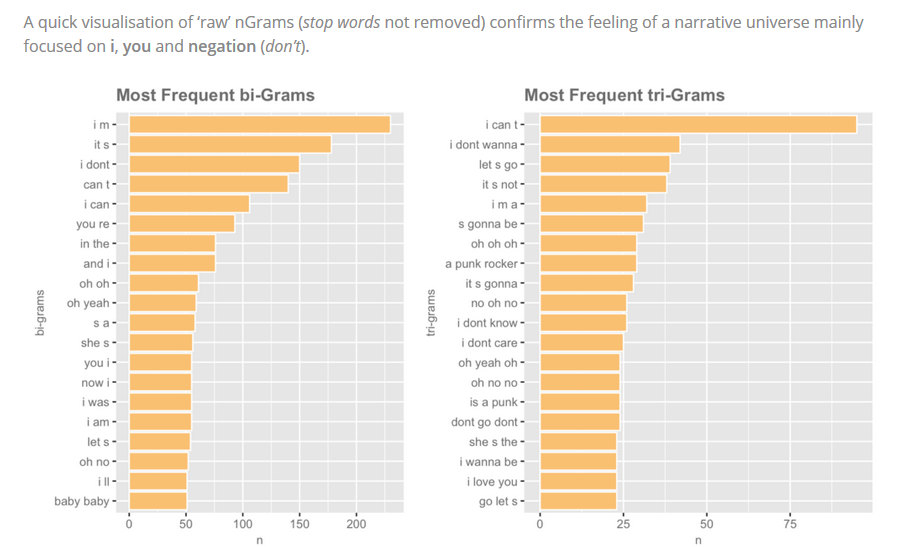 A quick visualisation of ‘raw’ nGrams (stop words not removed) confirms the feeling of a narrative universe mainly
focused on i, you and negation (don’t).
Most Frequent bi-Grams
bi-grams
i m
it s
i dont
can t
i can
you re
in the
and i
oh oh
oh yeah
s a
she s
you i
now i
i was
i am
let s
oh no
i ll
baby baby
0 50 100 150 200
n
Most Frequent tri-Grams
tri-grams
i can t
i dont wanna
let s go
it s not
i m a
s gonna be
oh oh oh
a punk rocker
it s gonna
no oh no
i dont know
i dont care
oh yeah oh
oh no no
is a punk
dont go dont
she s the
i wanna be
i love you
go let s
0 25 50 75
n